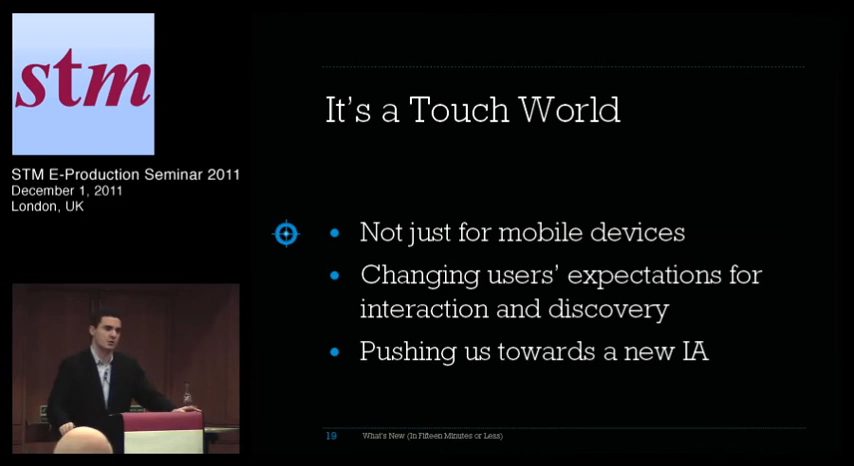 stm
STM E-Production Seminar 2011
December 1, 2011
London, UK
It's a Touch World
Not just for mobile devices
Changing users' expectations for
interaction and discovery
Pushing us towards a new IA
19 What's New (In Fifteen Minutes or Less)